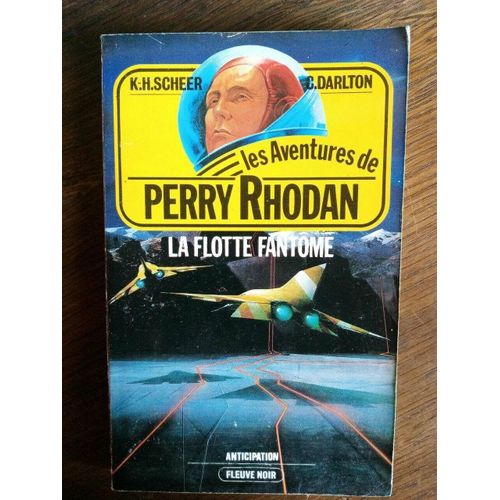 K.H.SCHEER C.DARLTON
les Aventures de
PERRY RHODAN
LA FLOTTE FANTOME
ANTICIPATION
FLEUVE NOIR